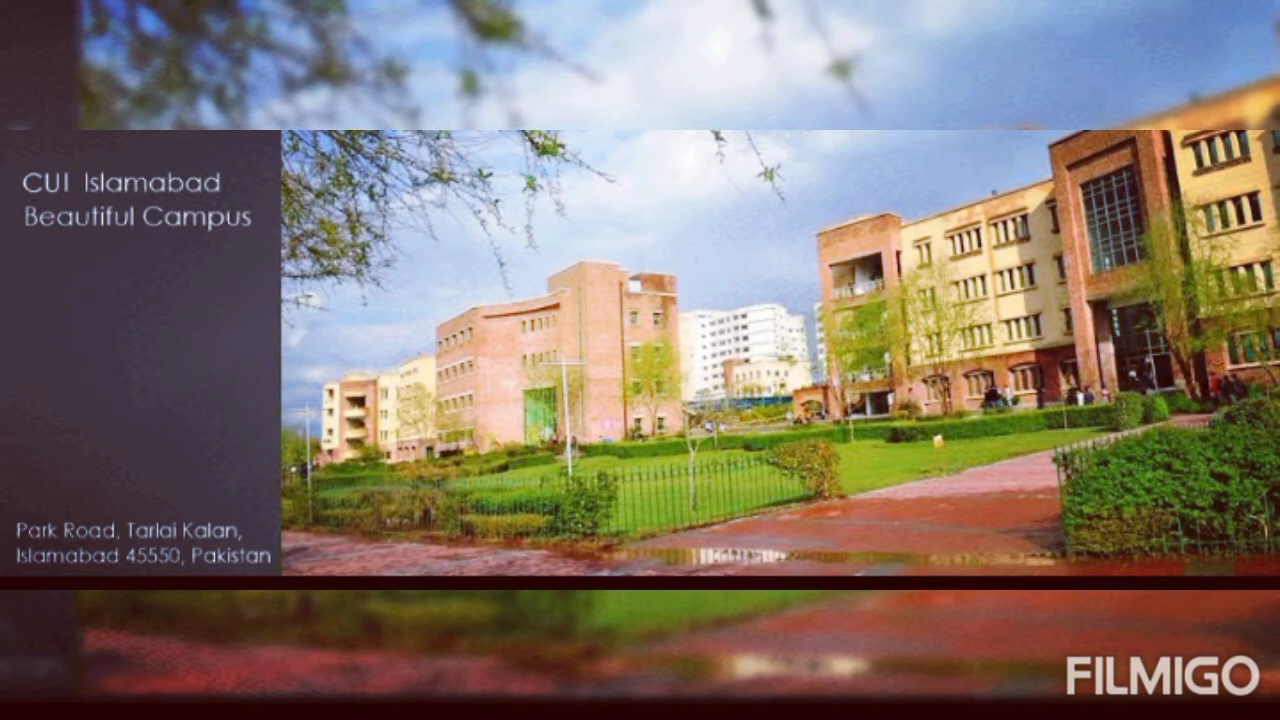 CUI Islamabad
Beautiful Campus
Park Road, Tarlai Kalan,
Islamabad 45550, Pakistan
FILMIGO